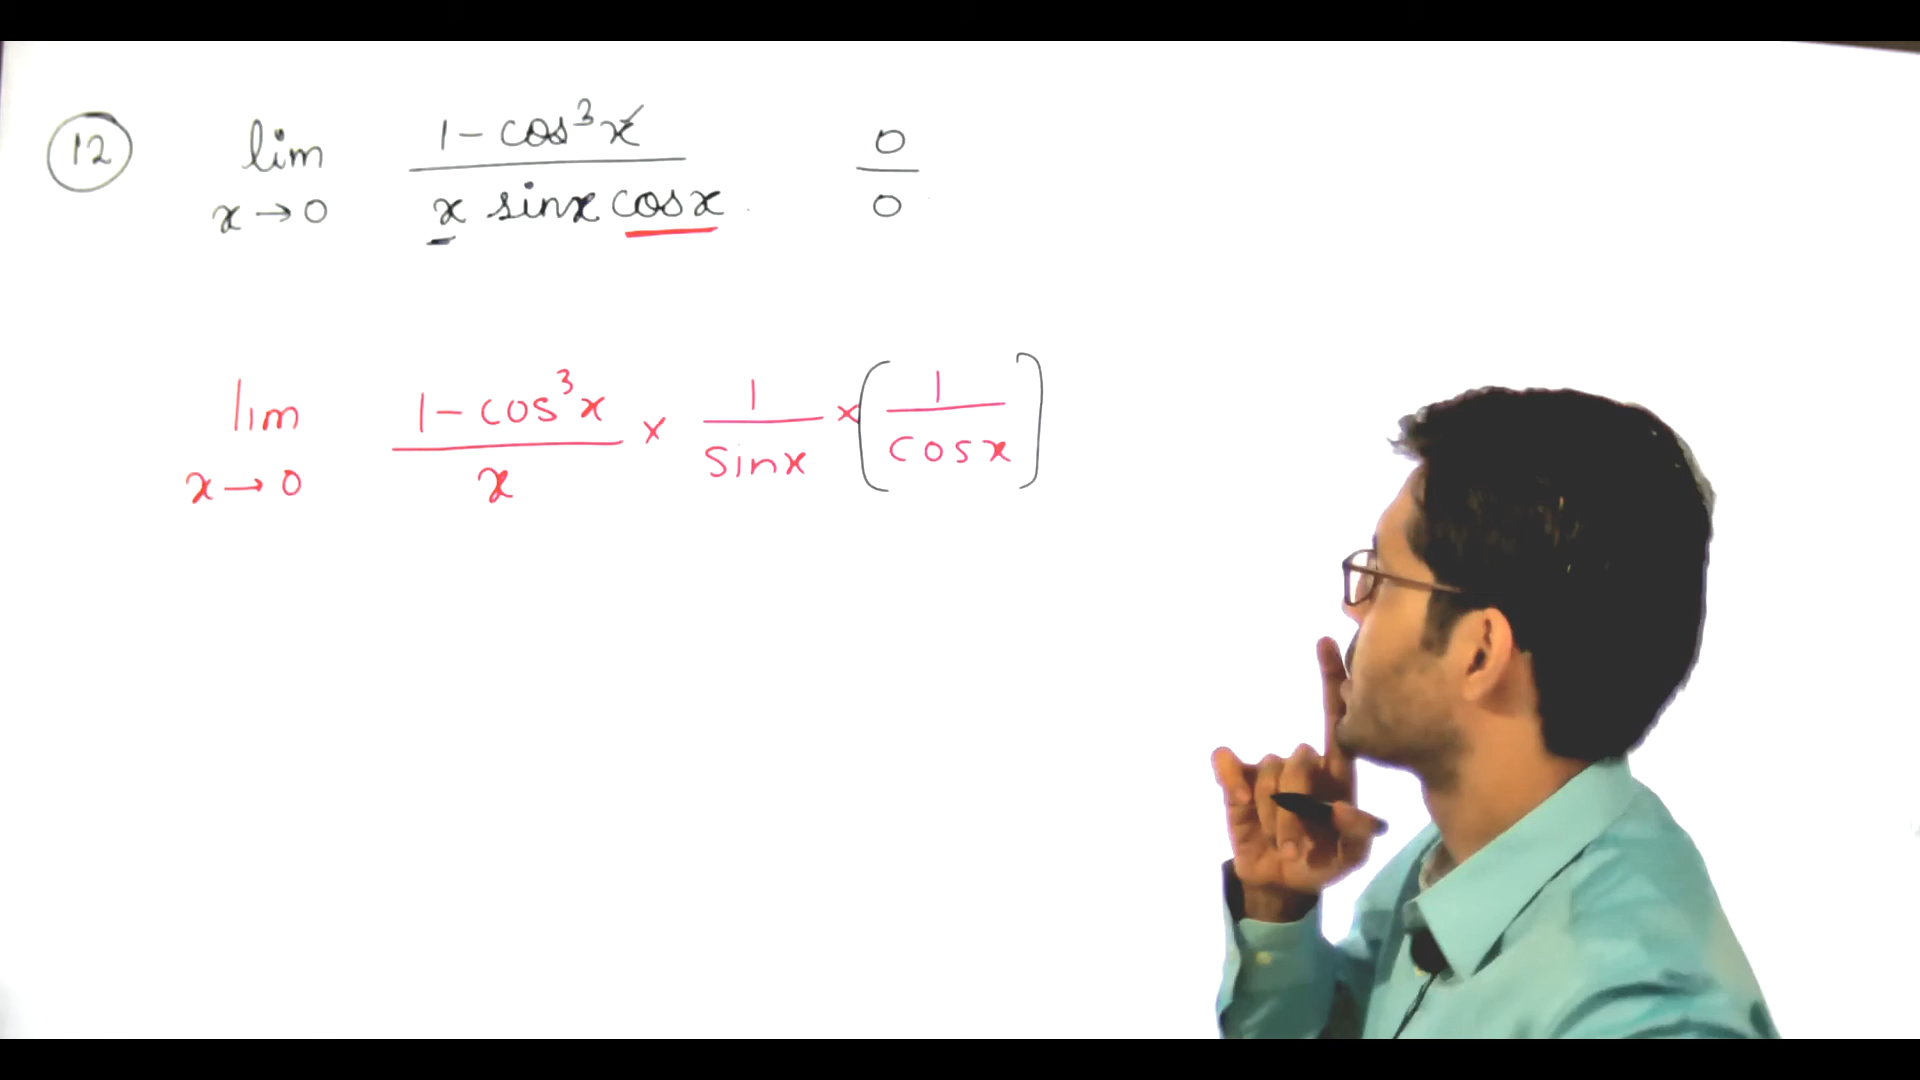 12 lim x→0 1 - cos³x / x sinx cosx 0/0
lim x→0 1 - cos³x / x × 1 / sinx × (1 / cosx)